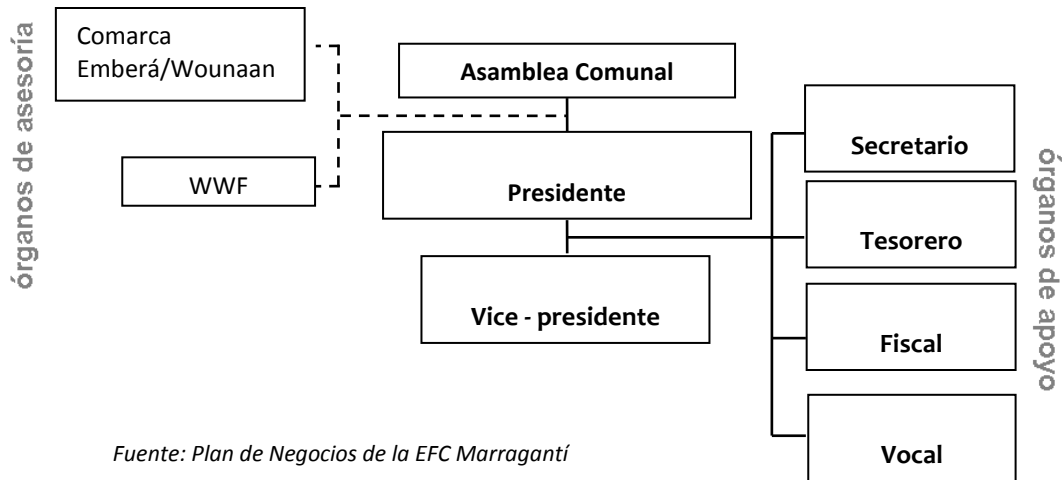 órganos de asesoría
Comarca
Emberá/Wounaan
WWF
Asamblea Comunal
Presidente
Vice - presidente
Secretario
Tesorero
Fiscal
Vocal
órganos de apoyo
Fuente: Plan de Negocios de la EFC Marragantí